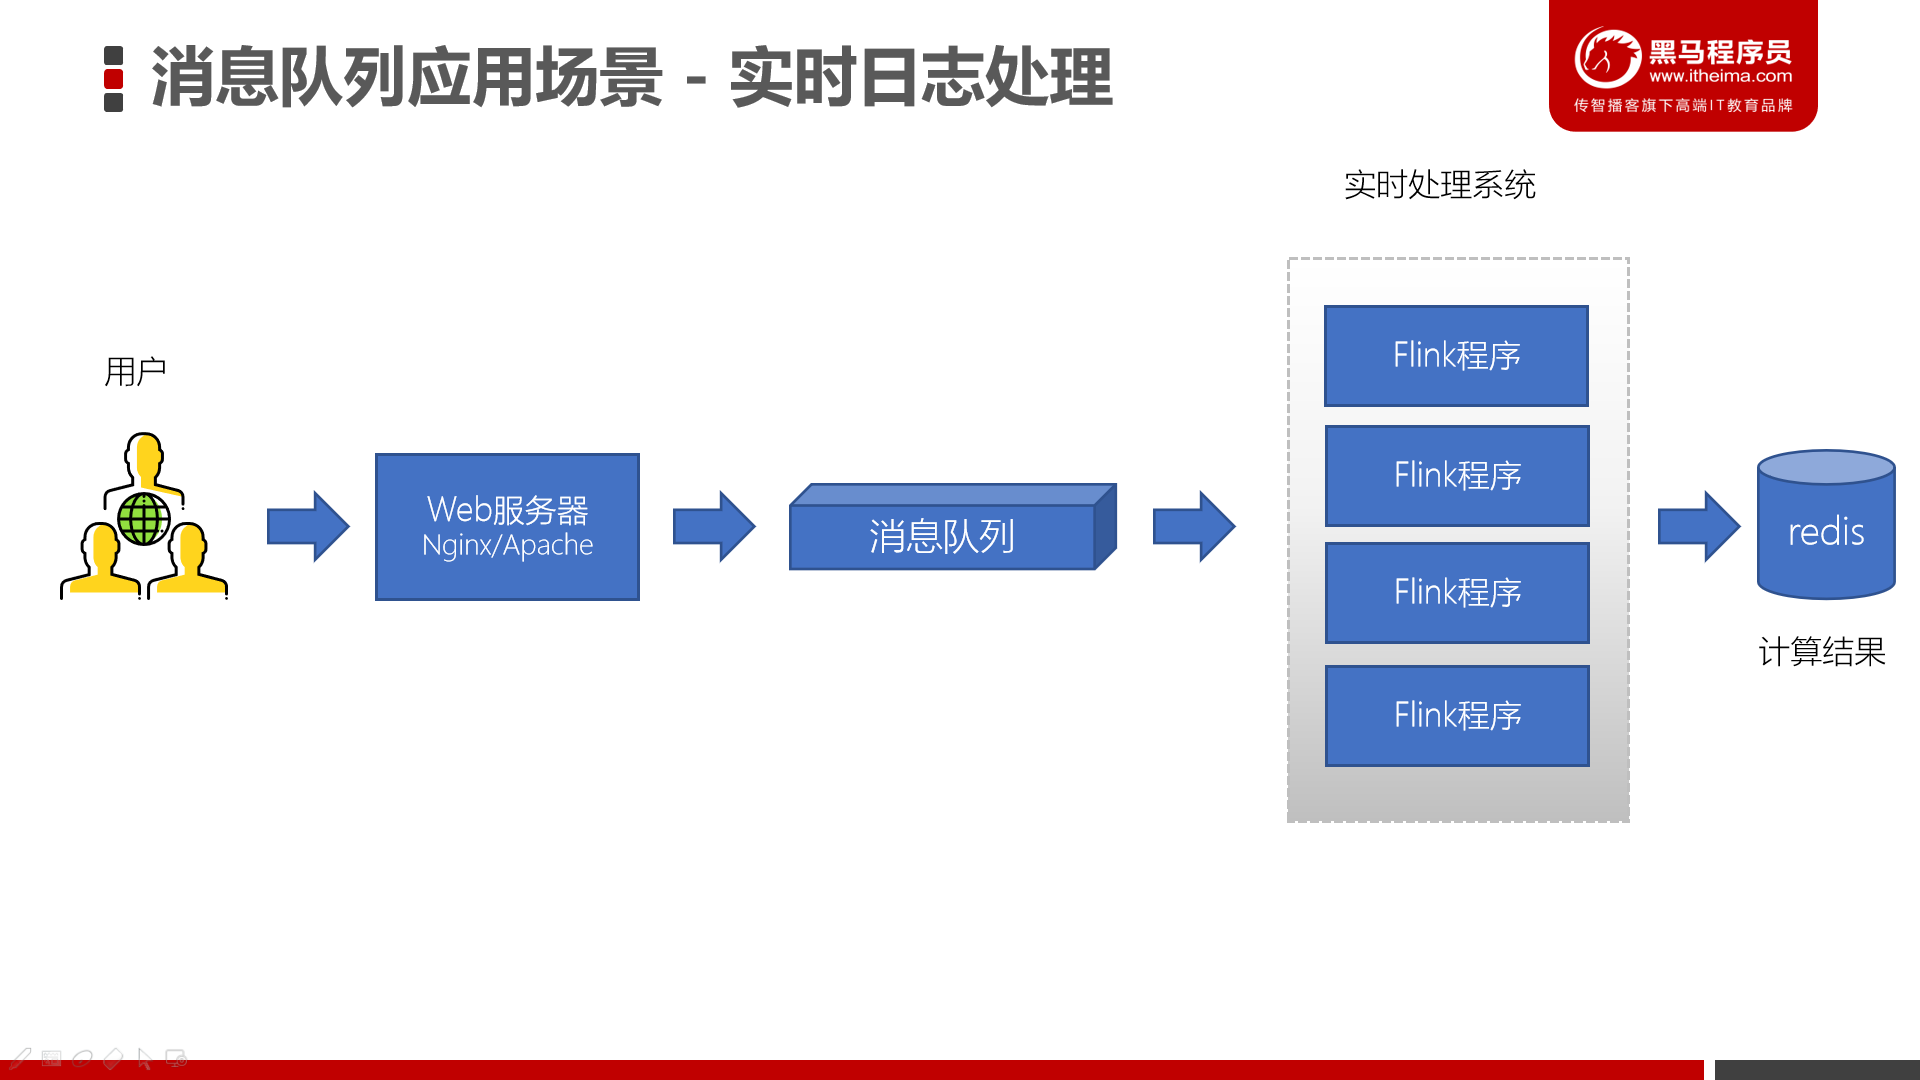 消息队列应用场景 - 实时日志处理
黑马程序员
www.itheima.com
传智播客旗下高端IT教育品牌
实时处理系统
用户
Web服务器
Nginx/Apache
消息队列
Flink程序
Flink程序
Flink程序
Flink程序
redis
计算结果